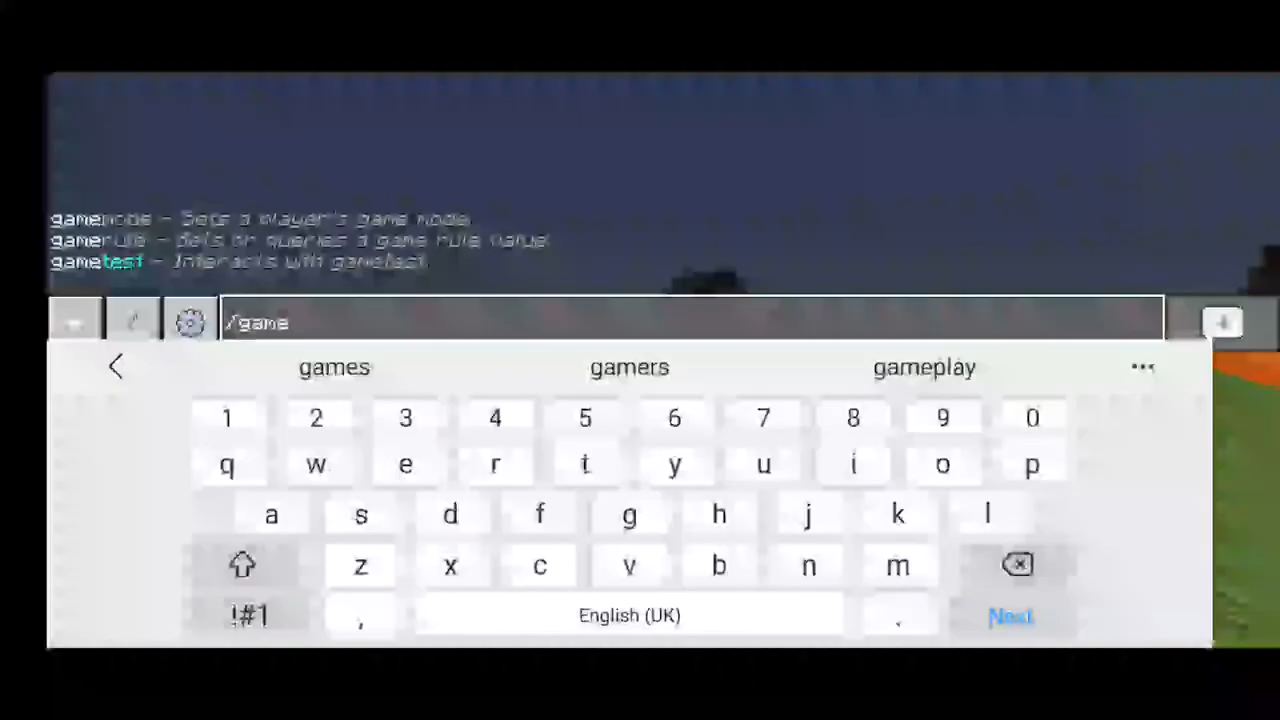 gamemode - Sets a player's game mode.
gamerule - Sets or queries a game rule value.
gametest - Interacts with gametest.
/game
games gamers gameplay ...
1 2 3 4 5 6 7 8 9 0
q w e r t y u i o p
a s d f g h j k l
z x c v b n m
!#1 , English (UK) . Next